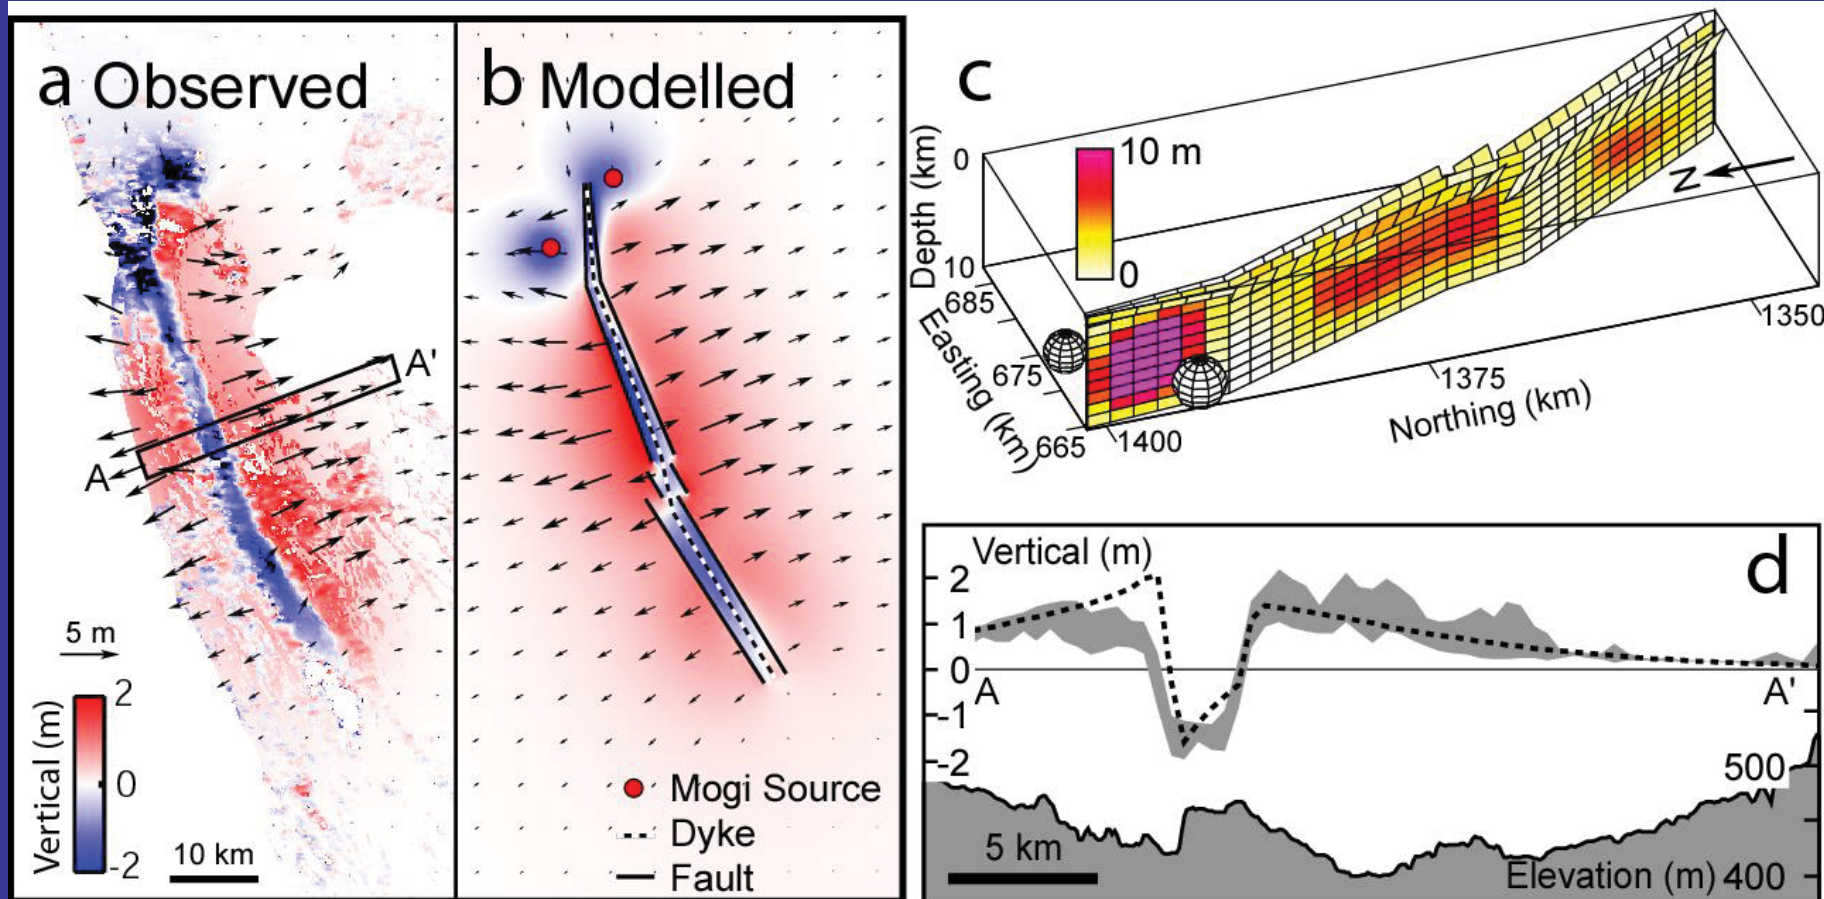 a Observed
A'
A
5 m
Vertical (m)
2
0
-2
10 km
b Modelled
Mogi Source
Dyke
Fault
c
Depth (km)
0
10
10 m
0
N
Easting (km)
685
675
665
1400
1375
1350
Northing (km)
d
Vertical (m)
2
1
0
-1
-2
A
A'
500
5 km
Elevation (m) 400